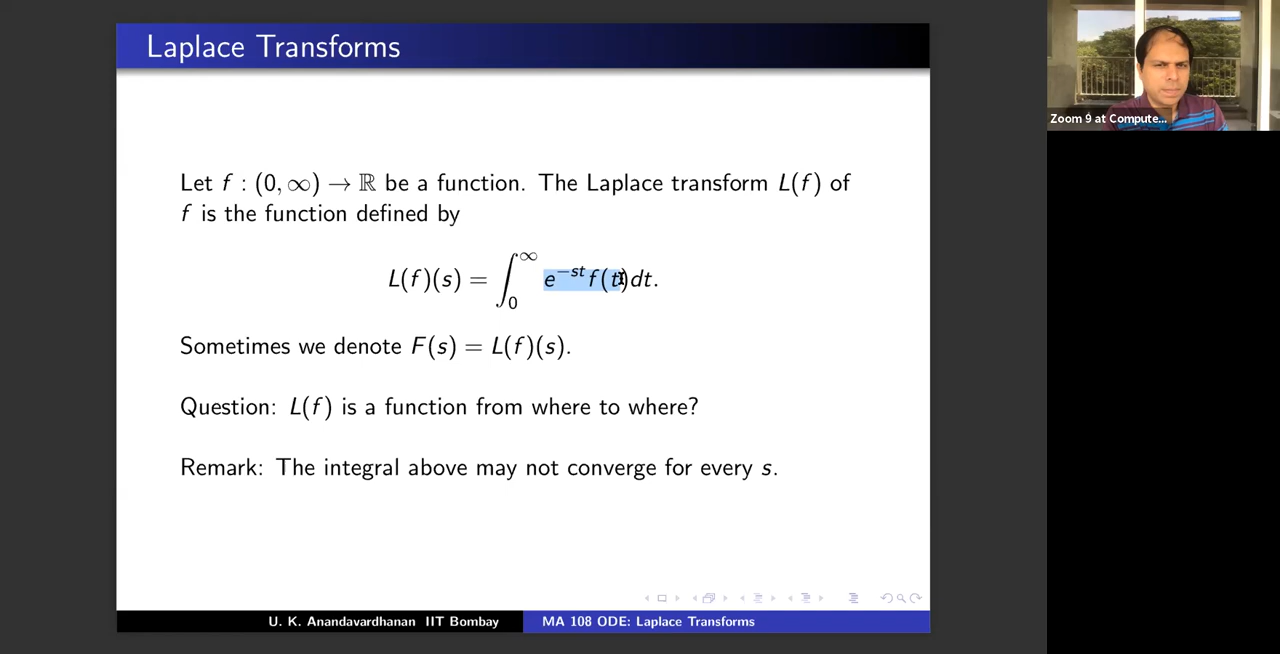 Laplace Transforms
Zoom 9 at Compute...
Let f : (0, ∞) → ℝ be a function. The Laplace transform L(f) of
f is the function defined by
L(f)(s) = ∫₀^∞ e^{−st} f(t)dt.
Sometimes we denote F(s) = L(f)(s).
Question: L(f) is a function from where to where?
Remark: The integral above may not converge for every s.
U. K. Anandavardhanan IIT Bombay
MA 108 ODE: Laplace Transforms